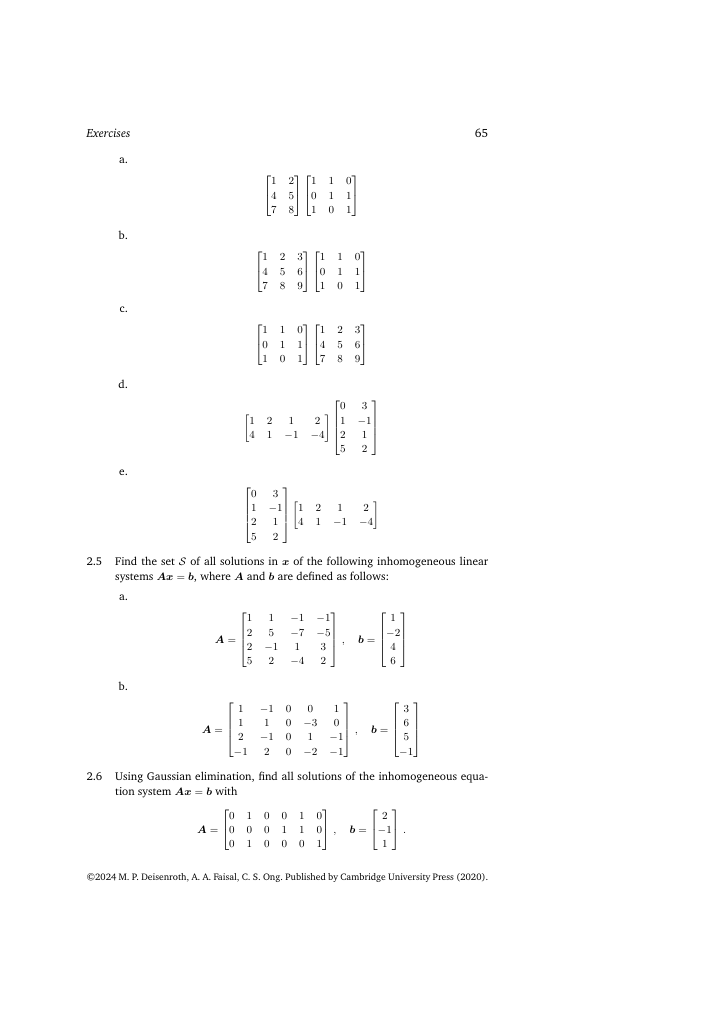 Exercises 65
a.
[1 2] [1 1 0]
[4 5] [0 1 1]
[7 8] [1 0 1]
b.
[1 2 3] [1 1 0]
[4 5 6] [0 1 1]
[7 8 9] [1 0 1]
c.
[1 1 0] [1 2 3]
[0 1 1] [4 5 6]
[1 0 1] [7 8 9]
d.
[0 3]
[1 2 1 2] [1 −1]
[4 1 −1 −4] [2 1]
[5 2]
e.
[0 3]
[1 −1] [1 2 1 2]
[2 1] [4 1 −1 −4]
[5 2]
2.5 Find the set S of all solutions in x of the following inhomogeneous linear
systems Ax = b, where A and b are defined as follows:
a.
[1 1 −1 −1] [1]
A = [2 5 −7 −5] , b = [−2]
[2 −1 1 3] [4]
[5 2 −4 2] [6]
b.
[1 −1 0 0 1] [3]
A = [1 1 0 −3 0] , b = [6]
[2 −1 0 1 −1] [5]
[−1 2 0 −2 −1] [−1]
2.6 Using Gaussian elimination, find all solutions of the inhomogeneous equa-
tion system Ax = b with
[0 1 0 0 1 0] [2]
A = [0 0 0 1 1 0] , b = [−1] .
[0 1 0 0 0 1] [1]
©2024 M. P. Deisenroth, A. A. Faisal, C. S. Ong. Published by Cambridge University Press (2020).